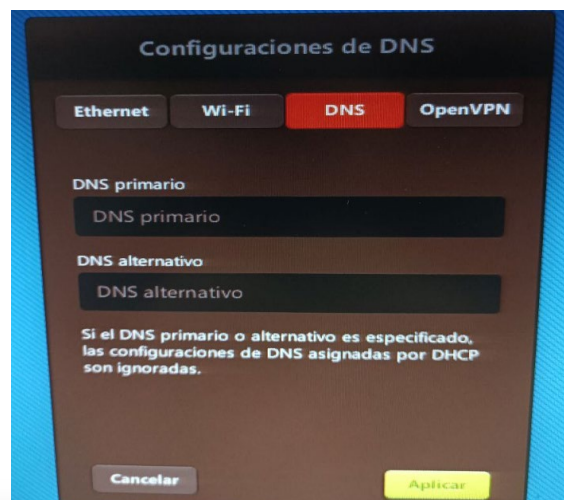 Configuraciones de DNS
Ethernet Wi-Fi DNS OpenVPN
DNS primario
DNS primario
DNS alternativo
DNS alternativo
Si el DNS primario o alternativo es especificado,
las configuraciones de DNS asignadas por DHCP
son ignoradas.
Cancelar Aplicar